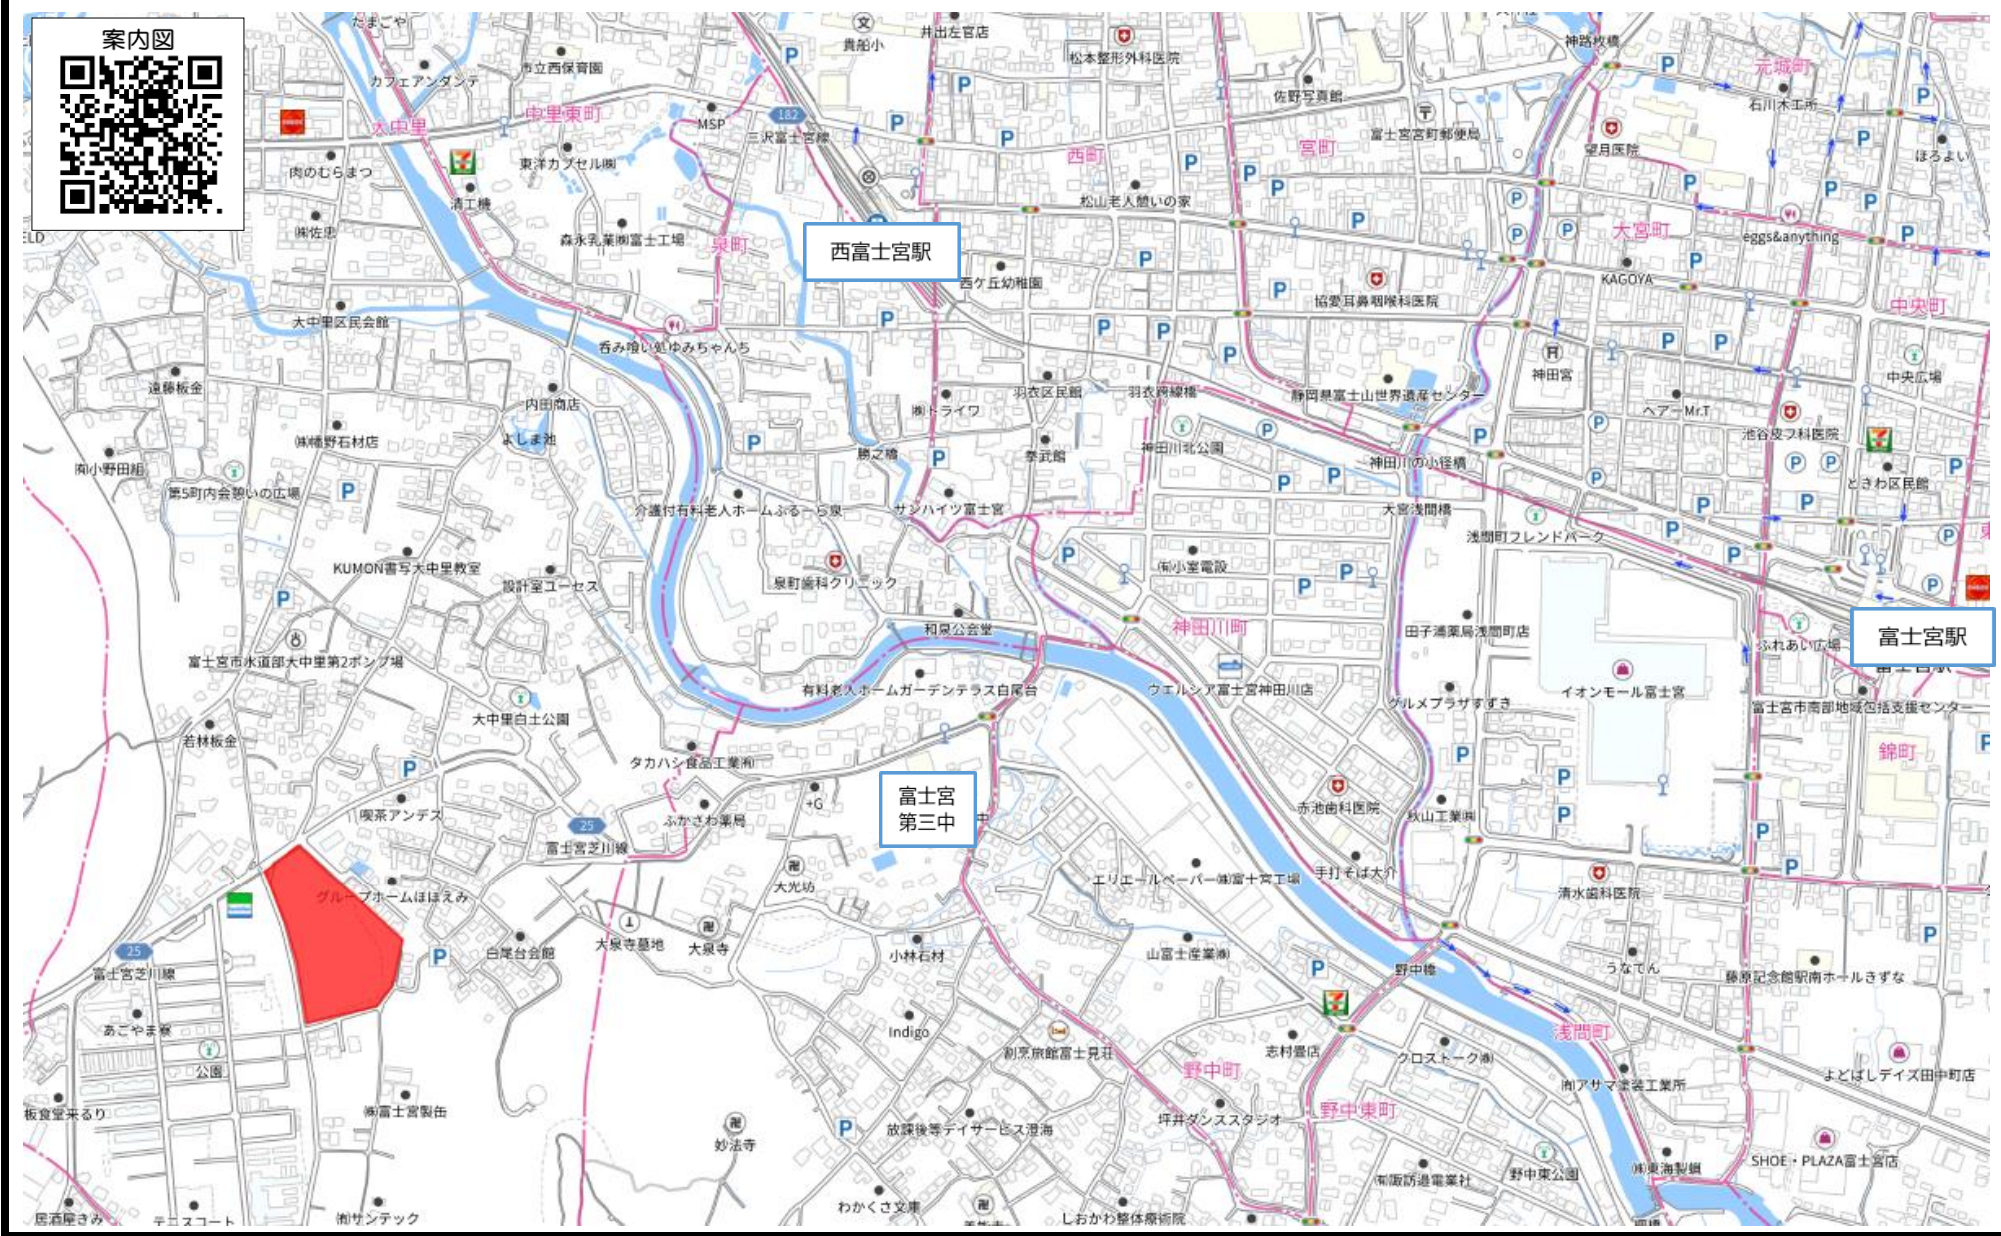 案内図
たまごや
カフェアンダンテ
市立西保育園
貴船小
井出左官店
松本整形外科医院
神路枚橋
元城町
石川木工所
佐野写真館
富士宮宮町郵便局
望月医院
ほろよい
大中里
中里東町
MSP
182
三沢富士宮線
西町
宮町
肉のむらまつ
東洋カプセル㈱
清工機
松山老人憩いの家
㈱佐忠
森永乳業㈱富士工場
泉町
西富士宮駅
大宮町
eggs&anything
ELD
西ケ丘幼稚園
協愛耳鼻咽喉科医院
KAGOYA
中央町
大中里区民会館
呑み喰い処ゆみちゃんち
神田宮
中央広場
遠藤板金
内田商店
㈱トライワ
羽衣区民館
羽衣跨線橋
静岡県富士山世界遺産センター
ヘアーMr.T
㈱幡野石材店
よしま池
勝之橋
拳武館
神田川北公園
神田川の小径橋
池谷皮フ科医院
㈲小野田組
第5町内会憩いの広場
ときわ区民館
介護付有料老人ホームふるーら泉
サンハイツ富士宮
大宮浅間橋
浅間町フレンドパーク
KUMON書写大中里教室
設計室ユーセス
泉町歯科クリニック
㈲小室電設
和泉公会堂
神田川町
田子浦薬局浅間町店
ふれあい広場
富士宮駅
富士宮市水道部大中里第2ポンプ場
有料老人ホームガーデンテラス白尾台
ウエルシア富士宮神田川店
グルメプラザすずき
イオンモール富士宮
富士宮市南部地域包括支援センター
大中里白土公園
若林板金
タカハシ食品工業㈲
錦町
富士宮
第三中
中
+G
赤池歯科医院
秋山工業㈱
喫茶アンデス
ふかさわ薬局
25
富士宮芝川線
グループホームほほえみ
大光坊
エリエールペーパー㈱富士宮工場
手打そば大介
清水歯科医院
大泉寺墓地
大泉寺
白尾台会館
小林石材
山富士産業㈱
野中橋
うなてん
藤原記念館駅南ホールきずな
25
富士宮芝川線
あごやま寮
公園
Indigo
割烹旅館富士見荘
志村畳店
クロストーク㈱
浅間町
野中町
㈲アサマ塗装工業所
よどばしデイズ田中町店
板食堂来るり
㈱富士宮製缶
妙法寺
放課後等デイサービス澄海
坪井ダンススタジオ
野中東町
㈲諏訪邉電業社
野中東公園
㈱東海製蝋
SHOE・PLAZA富士宮店
居酒屋きみ
テニスコート
㈲サンテック
わかくさ文庫
しおかわ整体療術院